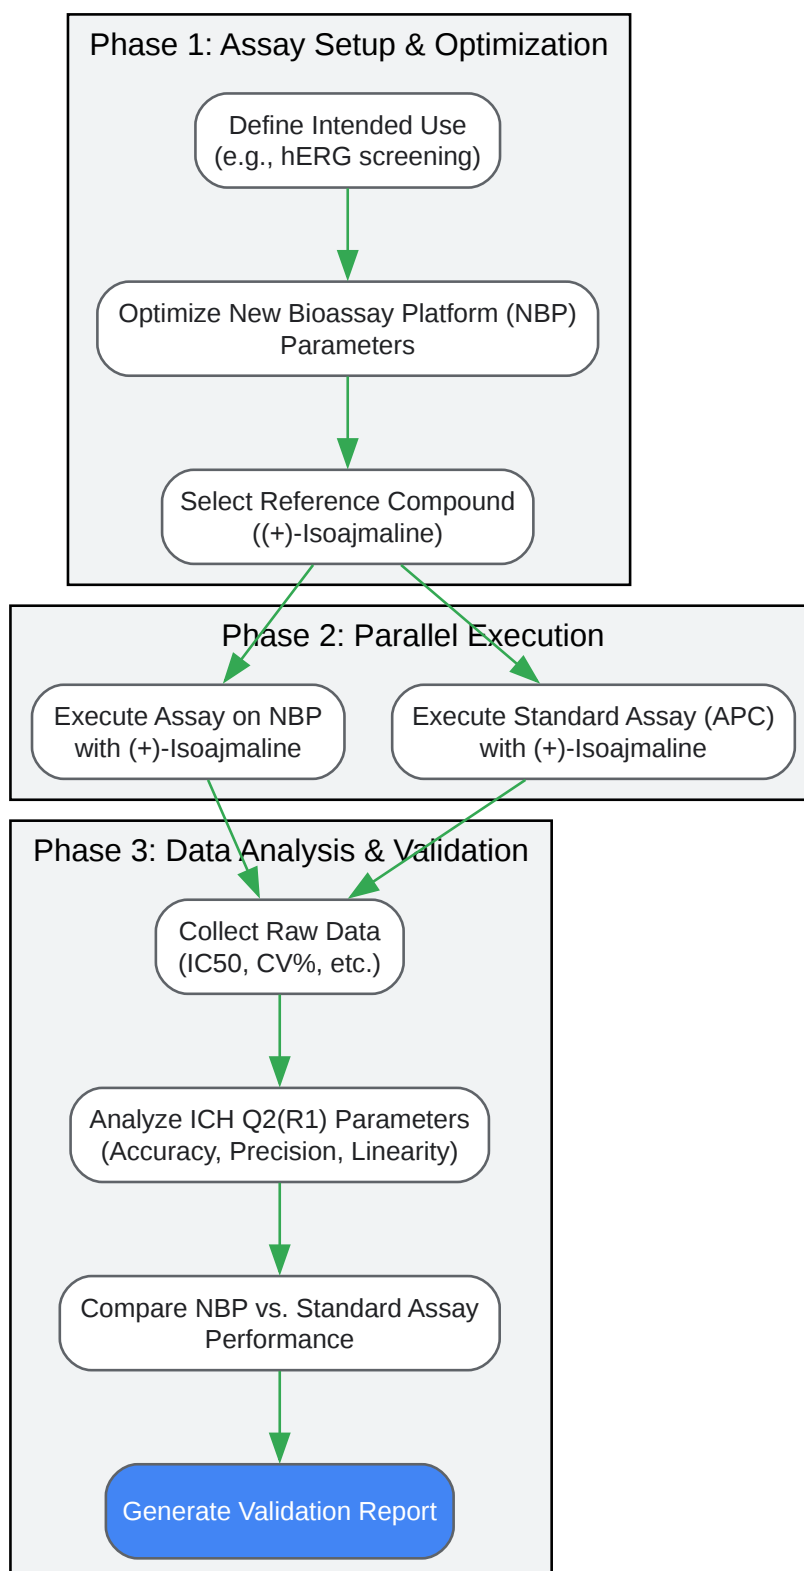 Phase 1: Assay Setup & Optimization
Define Intended Use
(e.g., hERG screening)
Optimize New Bioassay Platform (NBP)
Parameters
Select Reference Compound
((+)-Isoajmaline)
Phase 2: Parallel Execution
Execute Assay on NBP
with (+)-Isoajmaline
Execute Standard Assay (APC)
with (+)-Isoajmaline
Phase 3: Data Analysis & Validation
Collect Raw Data
(IC50, CV%, etc.)
Analyze ICH Q2(R1) Parameters
(Accuracy, Precision, Linearity)
Compare NBP vs. Standard Assay
Performance
Generate Validation Report